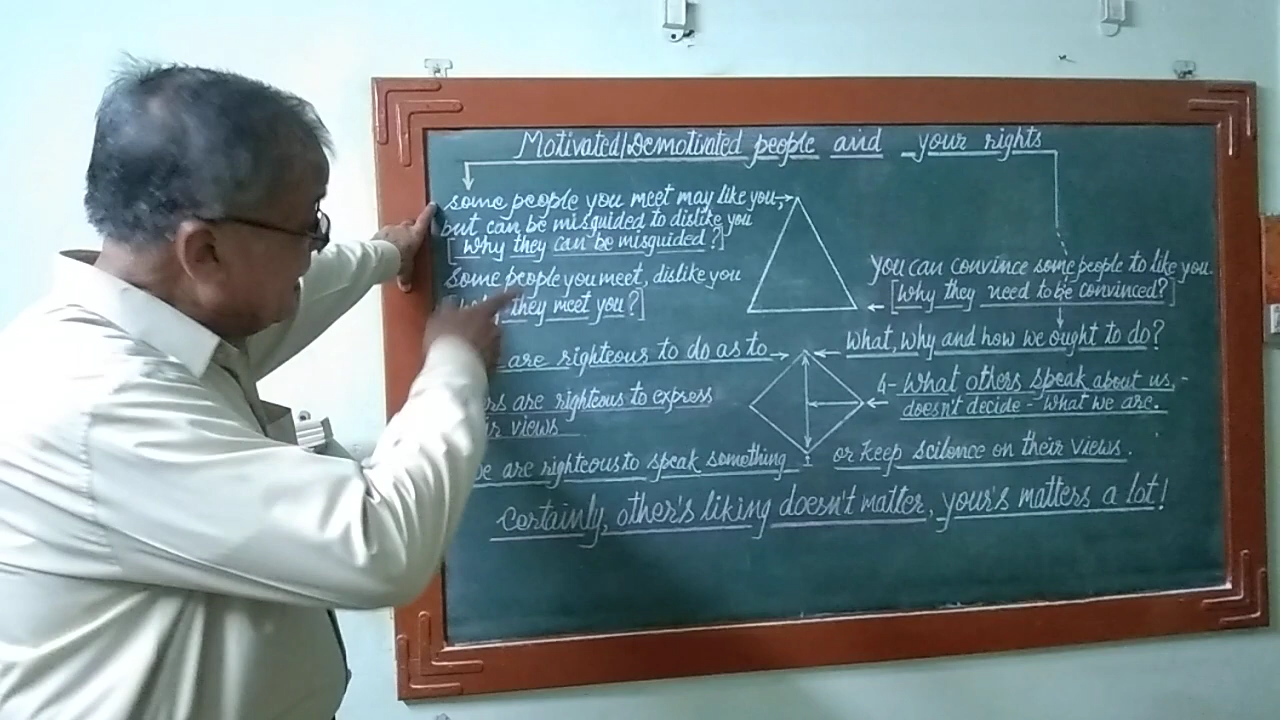 Motivated/Demotivated people and your rights
some people you meet may like you,
but can be misguided to dislike you
[Why they can be misguided?]
Some people you meet, dislike you
they meet you?]
You can convince some people to like you.
[Why they need to be convinced?]
are righteous to do as to
What, why and how we ought to do?
are righteous to express
views
4- What others speak about us, -
doesn't decide - what we are.
are righteous to speak something
or keep scilence on their views.
Certainly, other's liking doesn't matter, your's matters a lot!